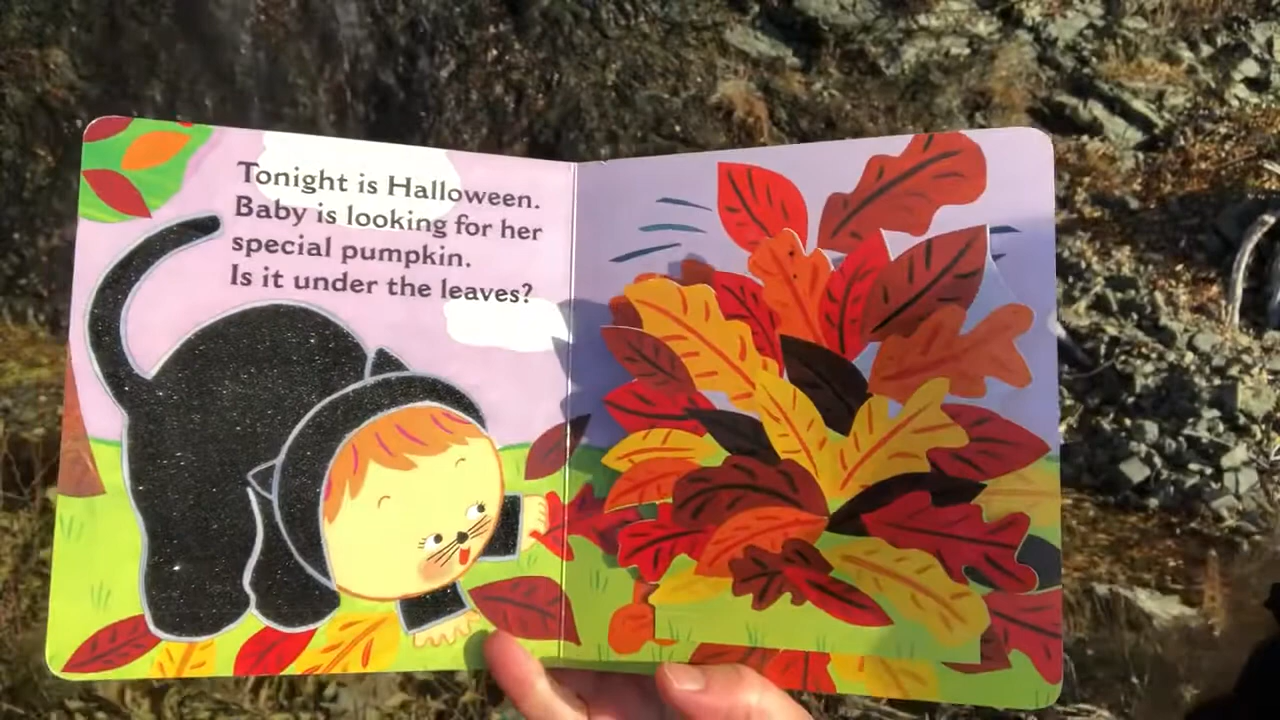 Tonight is Halloween.
Baby is looking for her
special pumpkin.
Is it under the leaves?